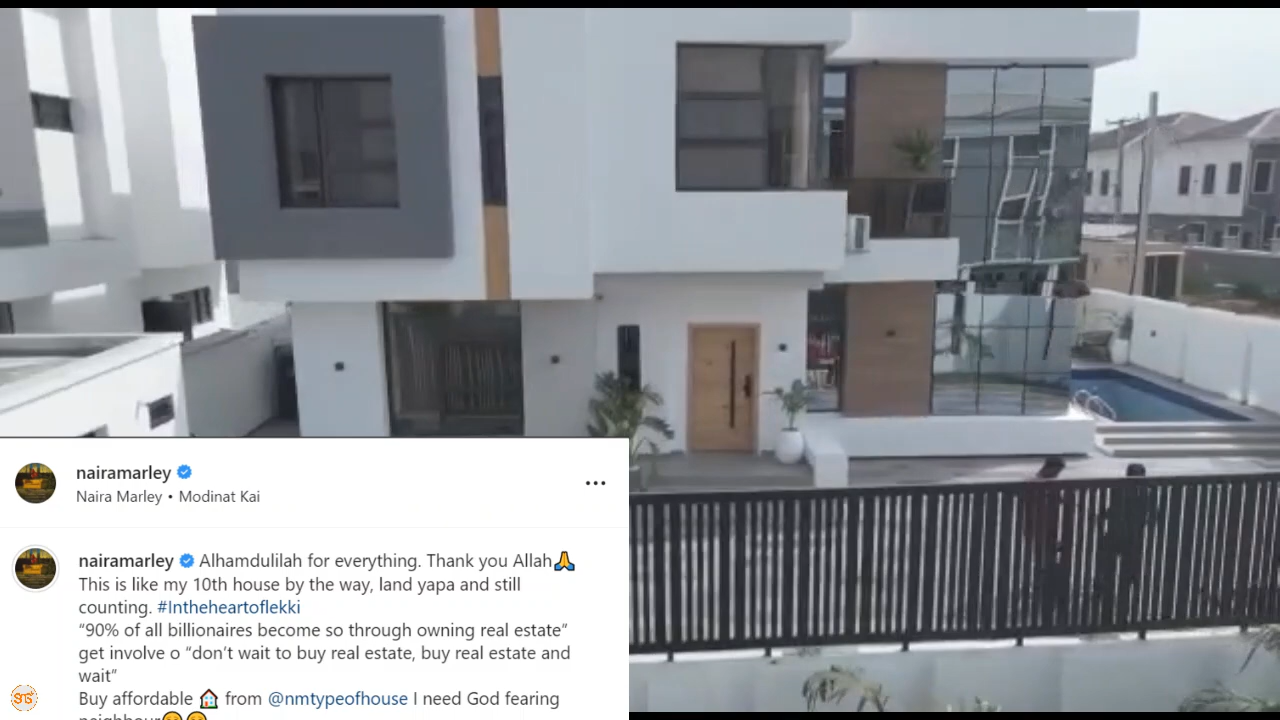 nairamarley
Naira Marley • Modinat Kai
nairamarley Alhamdulilah for everything. Thank you Allah🙏
This is like my 10th house by the way, land yapa and still
counting. #Intheheartoflekki
“90% of all billionaires become so through owning real estate”
get involve o “don’t wait to buy real estate, buy real estate and
wait“
Buy affordable 🏠 from @nmtypeofhouse I need God fearing